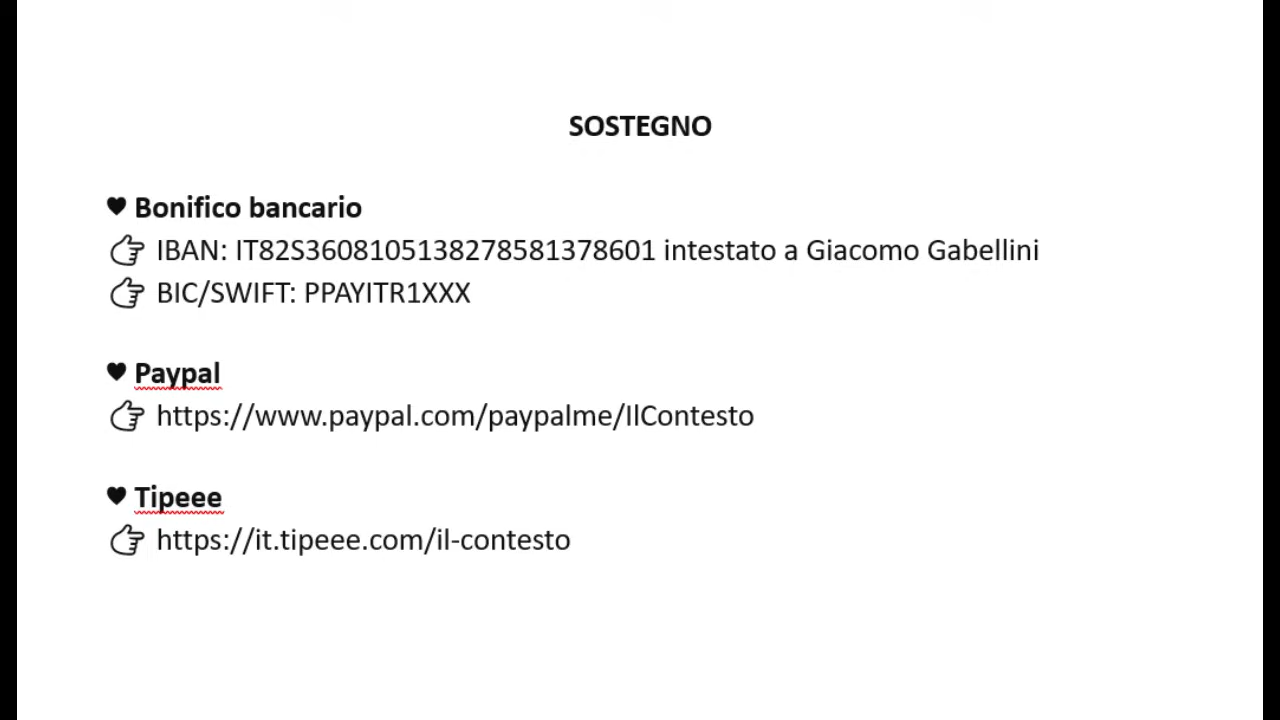 SOSTEGNO
♥ Bonifico bancario
👉 IBAN: IT82S3608105138278581378601 intestato a Giacomo Gabellini
👉 BIC/SWIFT: PPAYITR1XXX
♥ Paypal
👉 https://www.paypal.com/paypalme/IlContesto
♥ Tipeee
👉 https://it.tipeee.com/il-contesto